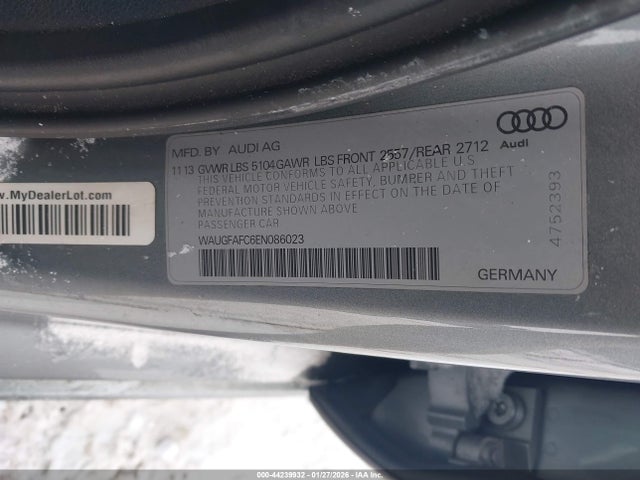 MFD. BY AUDI AG
11 13 GVWR LBS 5104 GAWR LBS FRONT 2557/REAR 2712
THIS VEHICLE CONFORMS TO ALL APPLICABLE U.S.
FEDERAL MOTOR VEHICLE SAFETY, BUMPER AND THEFT
PREVENTION STANDARDS IN EFFECT ON THE DATE OF
MANUFACTURE SHOWN ABOVE
PASSENGER CAR
WAUGFAFC6EN086023
GERMANY
Audi
4752393
www.MyDealerLot.com
000-44239932 - 01/27/2026 - IAA Inc.